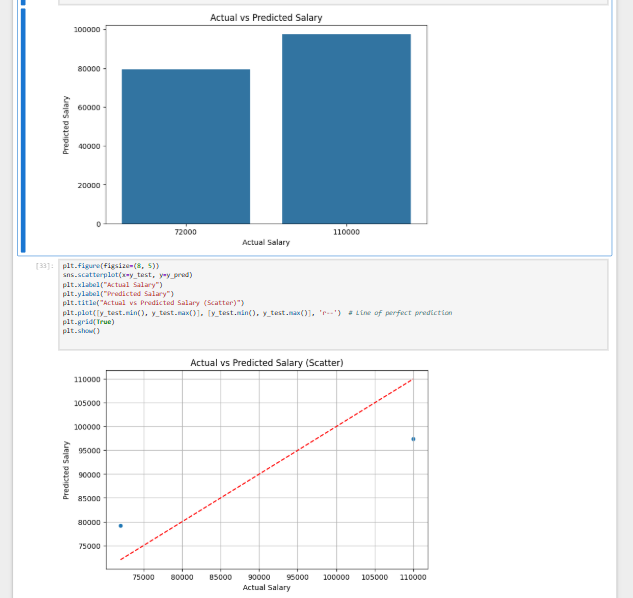 Actual vs Predicted Salary
100000
80000
60000
40000
20000
0
Predicted Salary
72000 110000
Actual Salary
[33]:
plt.figure(figsize=(8, 5))
sns.scatterplot(x=y_test, y=y_pred)
plt.xlabel("Actual Salary")
plt.ylabel("Predicted Salary")
plt.title("Actual vs Predicted Salary (Scatter)")
plt.plot([y_test.min(), y_test.max()], [y_test.min(), y_test.max()], 'r--')  # Line of perfect prediction
plt.grid(True)
plt.show()
Actual vs Predicted Salary (Scatter)
110000
105000
100000
95000
90000
85000
80000
75000
Predicted Salary
75000 80000 85000 90000 95000 100000 105000 110000
Actual Salary